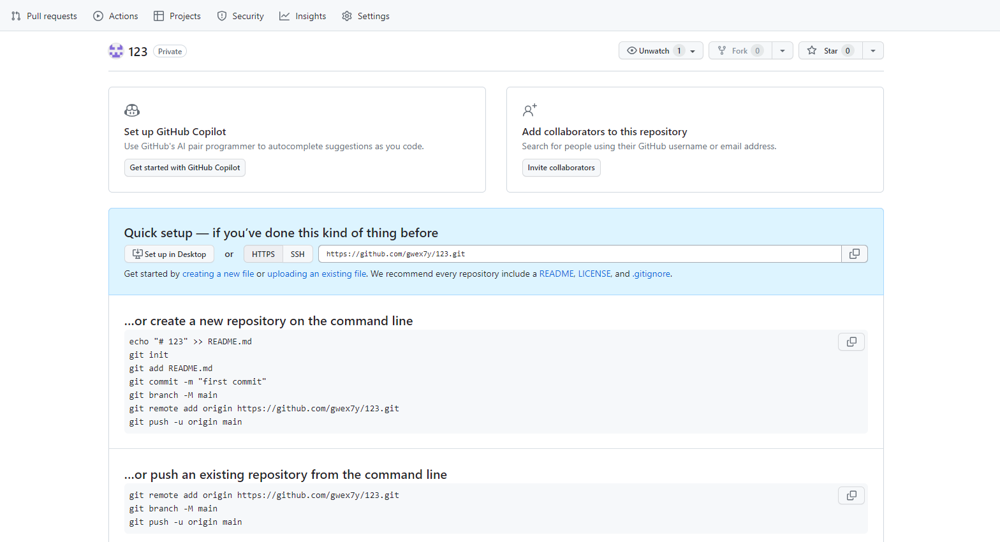 Pull requests Actions Projects Security Insights Settings
123 Private Unwatch 1 Fork 0 Star 0
Set up GitHub Copilot
Use GitHub's AI pair programmer to autocomplete suggestions as you code.
Get started with GitHub Copilot
Add collaborators to this repository
Search for people using their GitHub username or email address.
Invite collaborators
Quick setup — if you’ve done this kind of thing before
Set up in Desktop or HTTPS SSH https://github.com/gwex7y/123.git
Get started by creating a new file or uploading an existing file. We recommend every repository include a README, LICENSE, and .gitignore.
…or create a new repository on the command line
echo "# 123" >> README.md
git init
git add README.md
git commit -m "first commit"
git branch -M main
git remote add origin https://github.com/gwex7y/123.git
git push -u origin main
…or push an existing repository from the command line
git remote add origin https://github.com/gwex7y/123.git
git branch -M main
git push -u origin main